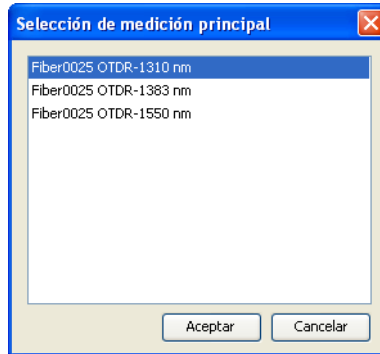 Selección de medición principal
Fiber0025 OTDR-1310 nm
Fiber0025 OTDR-1383 nm
Fiber0025 OTDR-1550 nm
Aceptar Cancelar